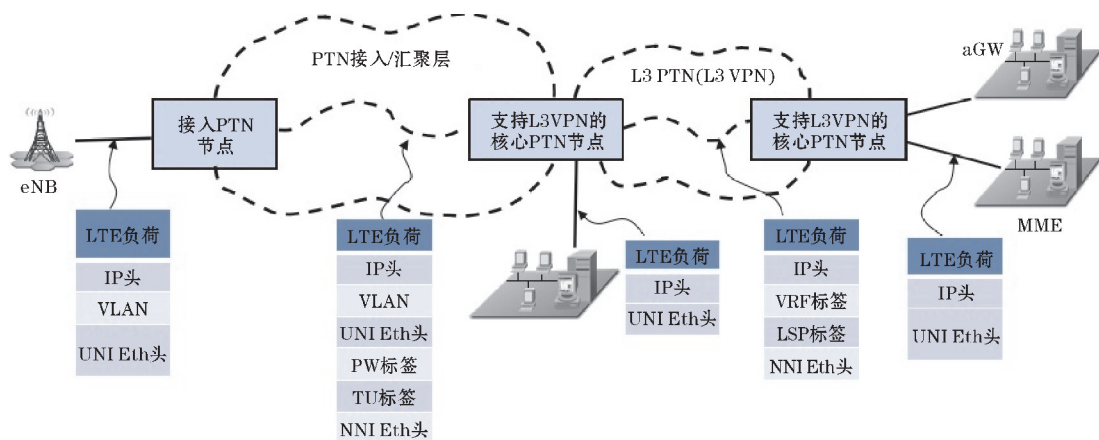 aGW
PTN接入/汇聚层
L3 PTN(L3 VPN)
接入PTN
节点
支持L3VPN的
核心PTN节点
支持L3VPN的
核心PTN节点
eNB
MME
LTE负荷
IP头
VLAN
UNI Eth头
LTE负荷
IP头
VLAN
UNI Eth头
PW标签
TU标签
NNI Eth头
LTE负荷
IP头
UNI Eth头
LTE负荷
IP头
VRF标签
LSP标签
NNI Eth头
LTE负荷
IP头
UNI Eth头